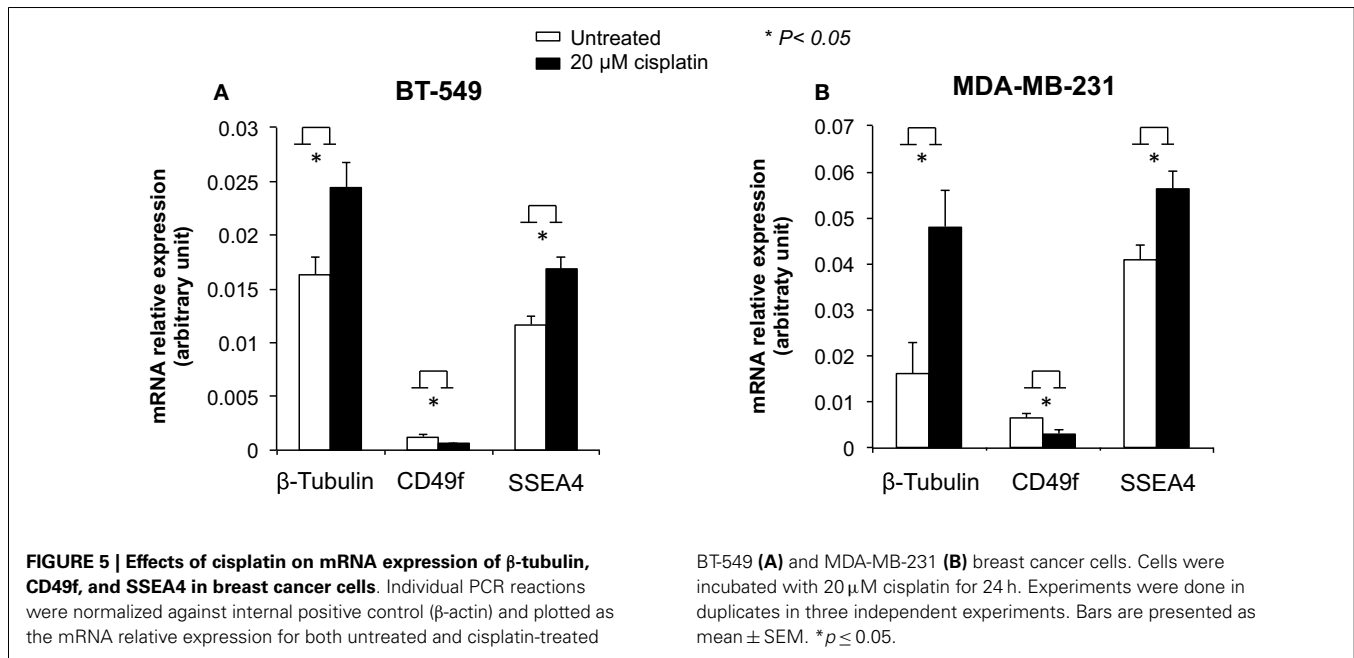 Untreated
20 µM cisplatin
* P< 0.05
A
BT-549
mRNA relative expression
(arbitrary unit)
0.03
0.025
0.02
0.015
0.01
0.005
0
*
*
*
β-Tubulin CD49f SSEA4
B
MDA-MB-231
mRNA relative expression
(arbitraty unit)
0.07
0.06
0.05
0.04
0.03
0.02
0.01
0
*
*
*
β-Tubulin CD49f SSEA4
FIGURE 5 | Effects of cisplatin on mRNA expression of β-tubulin,
CD49f, and SSEA4 in breast cancer cells. Individual PCR reactions
were normalized against internal positive control (β-actin) and plotted as
the mRNA relative expression for both untreated and cisplatin-treated
BT-549 (A) and MDA-MB-231 (B) breast cancer cells. Cells were
incubated with 20 µM cisplatin for 24 h. Experiments were done in
duplicates in three independent experiments. Bars are presented as
mean ± SEM. *p ≤ 0.05.